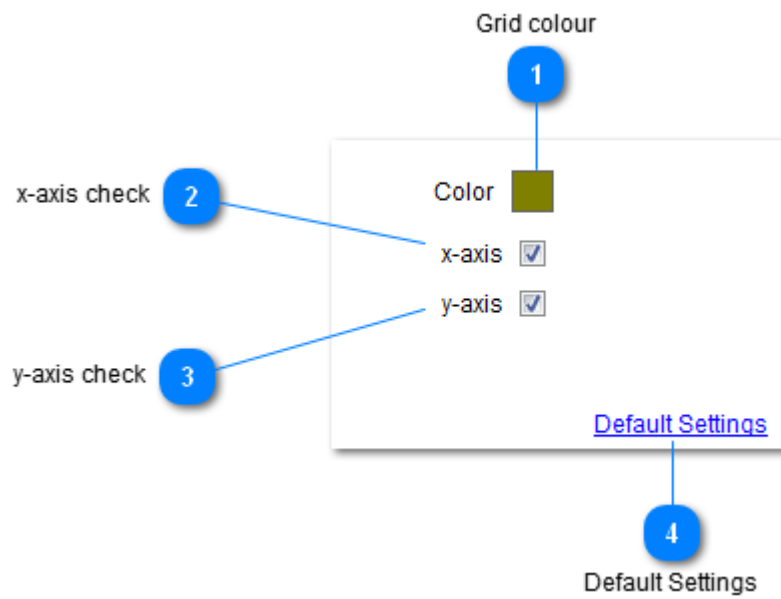 Grid colour
1
Color
x-axis check
2
x-axis
y-axis
y-axis check
3
Default Settings
4
Default Settings